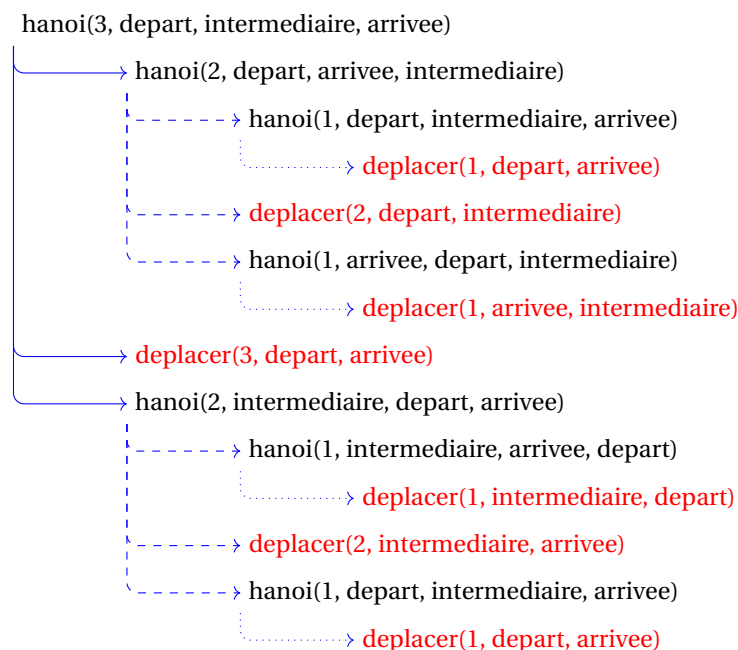 hanoi(3, depart, intermediaire, arrivee)
hanoi(2, depart, arrivee, intermediaire)
hanoi(1, depart, intermediaire, arrivee)
deplacer(1, depart, arrivee)
deplacer(2, depart, intermediaire)
hanoi(1, arrivee, depart, intermediaire)
deplacer(1, arrivee, intermediaire)
deplacer(3, depart, arrivee)
hanoi(2, intermediaire, depart, arrivee)
hanoi(1, intermediaire, arrivee, depart)
deplacer(1, intermediaire, depart)
deplacer(2, intermediaire, arrivee)
hanoi(1, depart, intermediaire, arrivee)
deplacer(1, depart, arrivee)